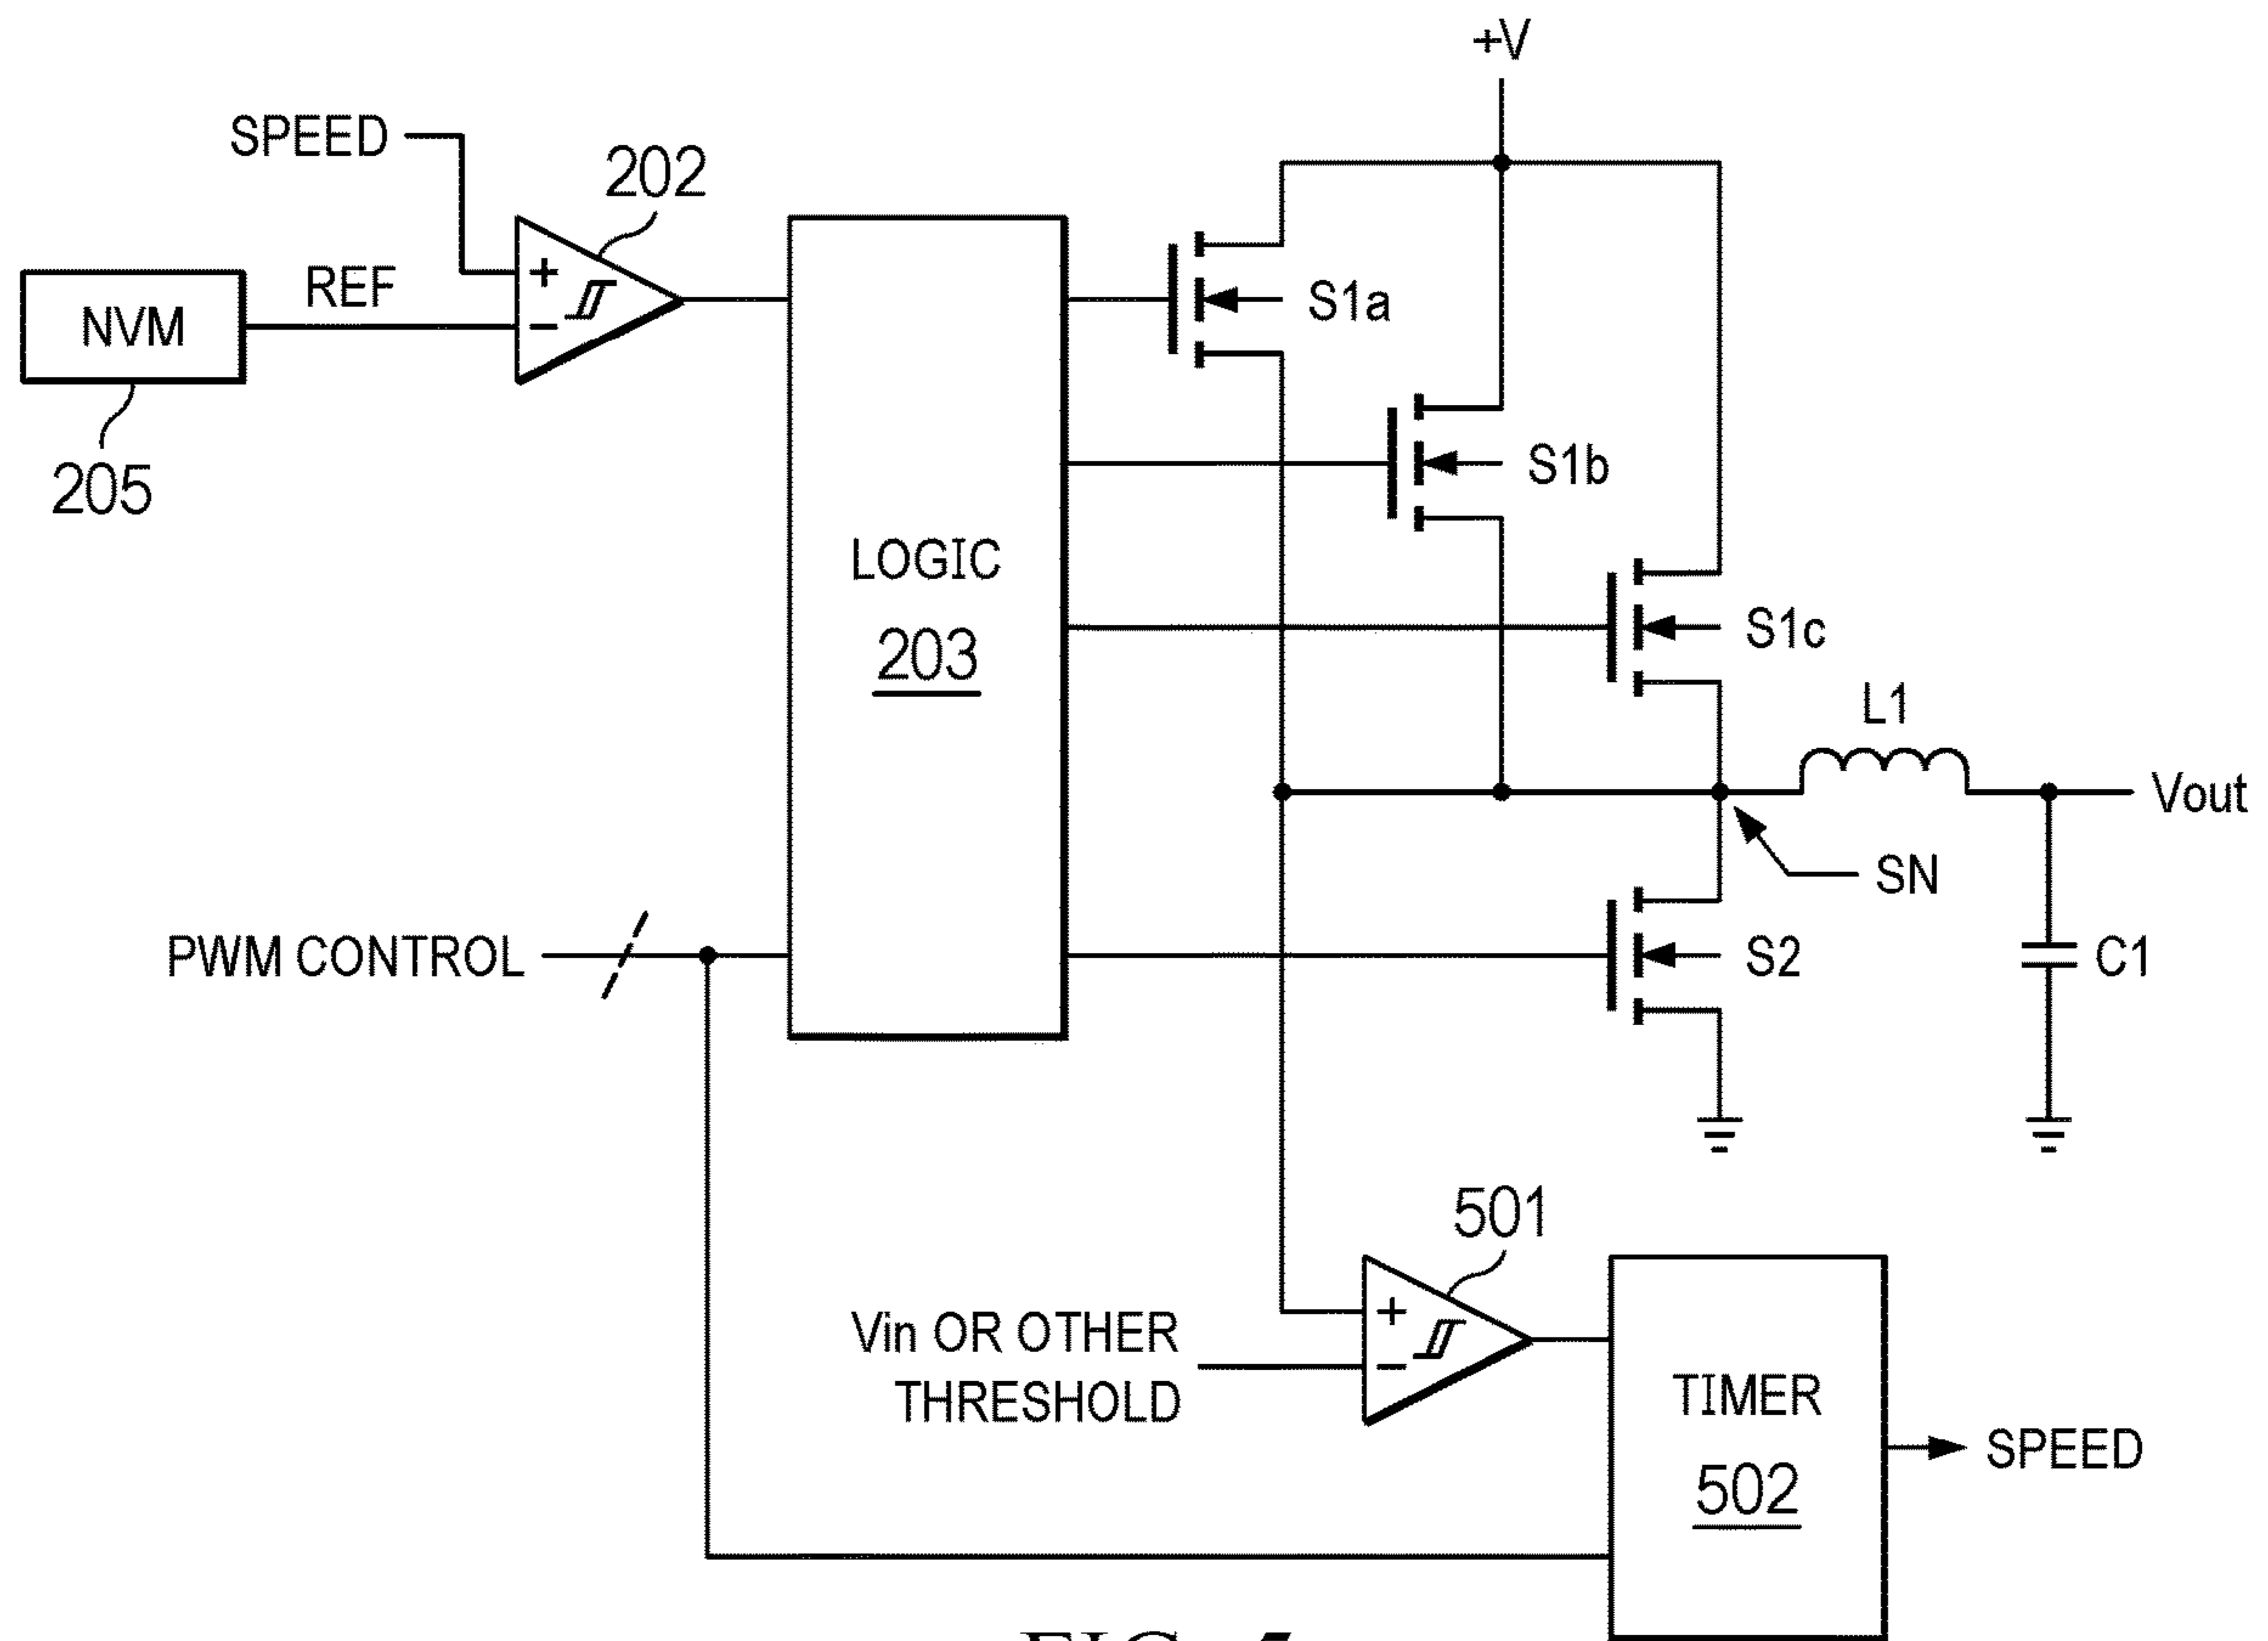 +V
SPEED
202
REF
NVM
205
S1a
S1b
LOGIC
203
S1c
L1
Vout
SN
PWM CONTROL
S2
C1
501
Vin OR OTHER
THRESHOLD
TIMER
502
SPEED